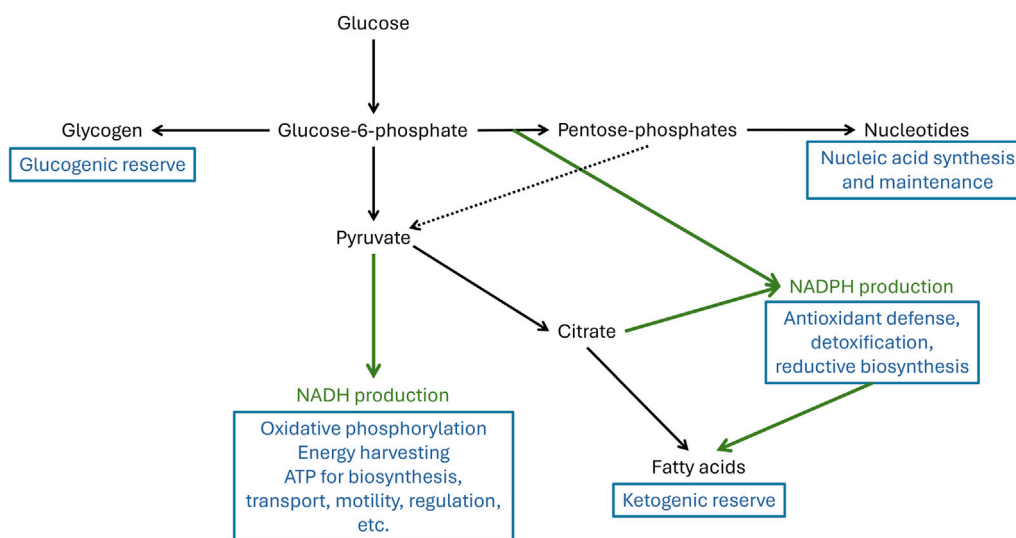 Glucose
Glycogen
Glucose-6-phosphate
Pentose-phosphates
Nucleotides
Glucogenic reserve
Nucleic acid synthesis
and maintenance
Pyruvate
NADPH production
Antioxidant defense,
detoxification,
reductive biosynthesis
Citrate
NADH production
Oxidative phosphorylation
Energy harvesting
ATP for biosynthesis,
transport, motility, regulation,
etc.
Fatty acids
Ketogenic reserve